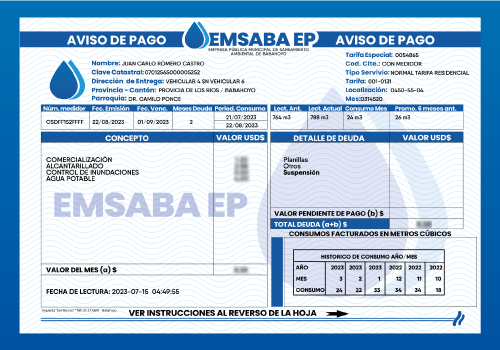 AVISO DE PAGO
EMSABA EP
EMPRESA PÚBLICA MUNICIPAL DE SANEAMIENTO
AMBIENTAL DE BABAHOYO
AVISO DE PAGO
Nombre: JUAN CARLO ROMERO CASTRO
Clave Catastral: 07012565000005252
Dirección de Entrega: VEHICULAR 4 SN VEHICULAR 6
Provincia - Cantón: PROVICIA DE LOS RIOS / BABAHOYO
Parroquia: DR. CAMILO PONCE
Tarifa Especial: 0054865
Cod. Cite.: CON MEDIDOR
Tipo Servivio: NORMAL TARIFA RESIDENCIAL
Tarifa: 001-0131
Localización: 0450-55-04
Mes: 0314520
Núm. medidor Fec. Emisión Fec. Venc. Meses Deuda Periodo. Consumo Lect. Ant. Lect. Actual Consumo Mes Promo. 6 meses ant.
CSDFF152FFFF 22/08/2023 01/09/2023 2 21/07/2023 764 m3 788 m3 24 m3 26 m3
22/08/2023
CONCEPTO VALOR USD$ DETALLE DE DEUDA VALOR USD$
COMERCIALIZACIÓN
ALCANTARILLADO
CONTROL DE INUNDACIONES
AGUA POTABLE
Planillas
Otros
Suspensión
EMSABA EP
VALOR PENDIENTE DE PAGO (b) $
TOTAL DEUDA (a+b) $
CONSUMOS FACTURADOS EN METROS CÚBICOS
HISTORICO DE CONSUMO AÑO/MES
AÑO 2023 2023 2023 2022 2022 2022
MES 3 2 1 12 11 10
CONSUMO 24 22 33 34 34 18
VALOR DEL MES (a) $
FECHA DE LECTURA: 2023-07-15 04:49:55
VER INSTRUCCIONES AL REVERSO DE LA HOJA